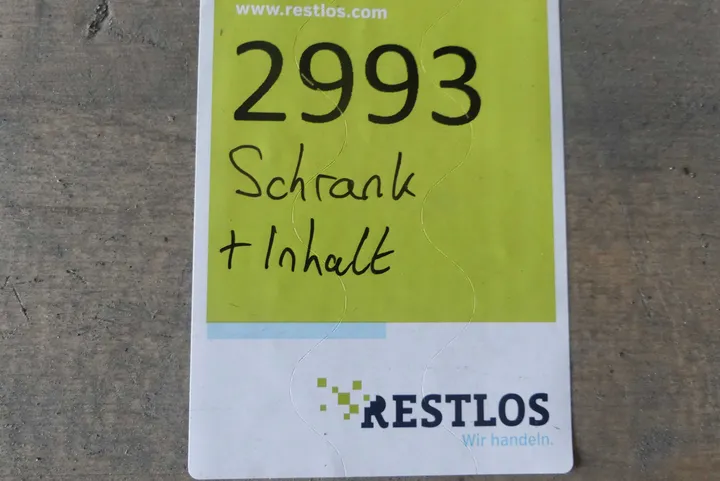 www.restlos.com
2993
Schrank
+ Inhalt
RESTLOS
Wir handeln.